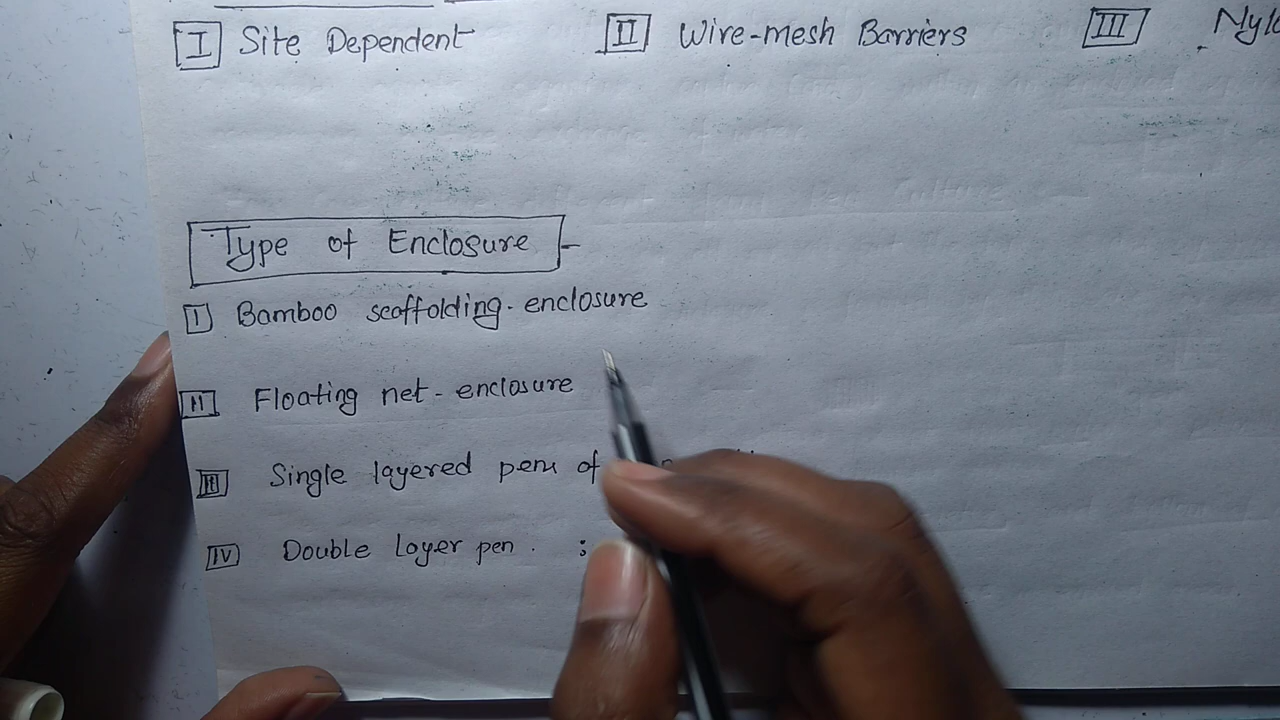 I Site Dependent II Wire-mesh Barriers III
Type of Enclosure -
I Bamboo scaffolding-enclosure
II Floating net-enclosure
III Single layered pens of
IV Double layer pen . :